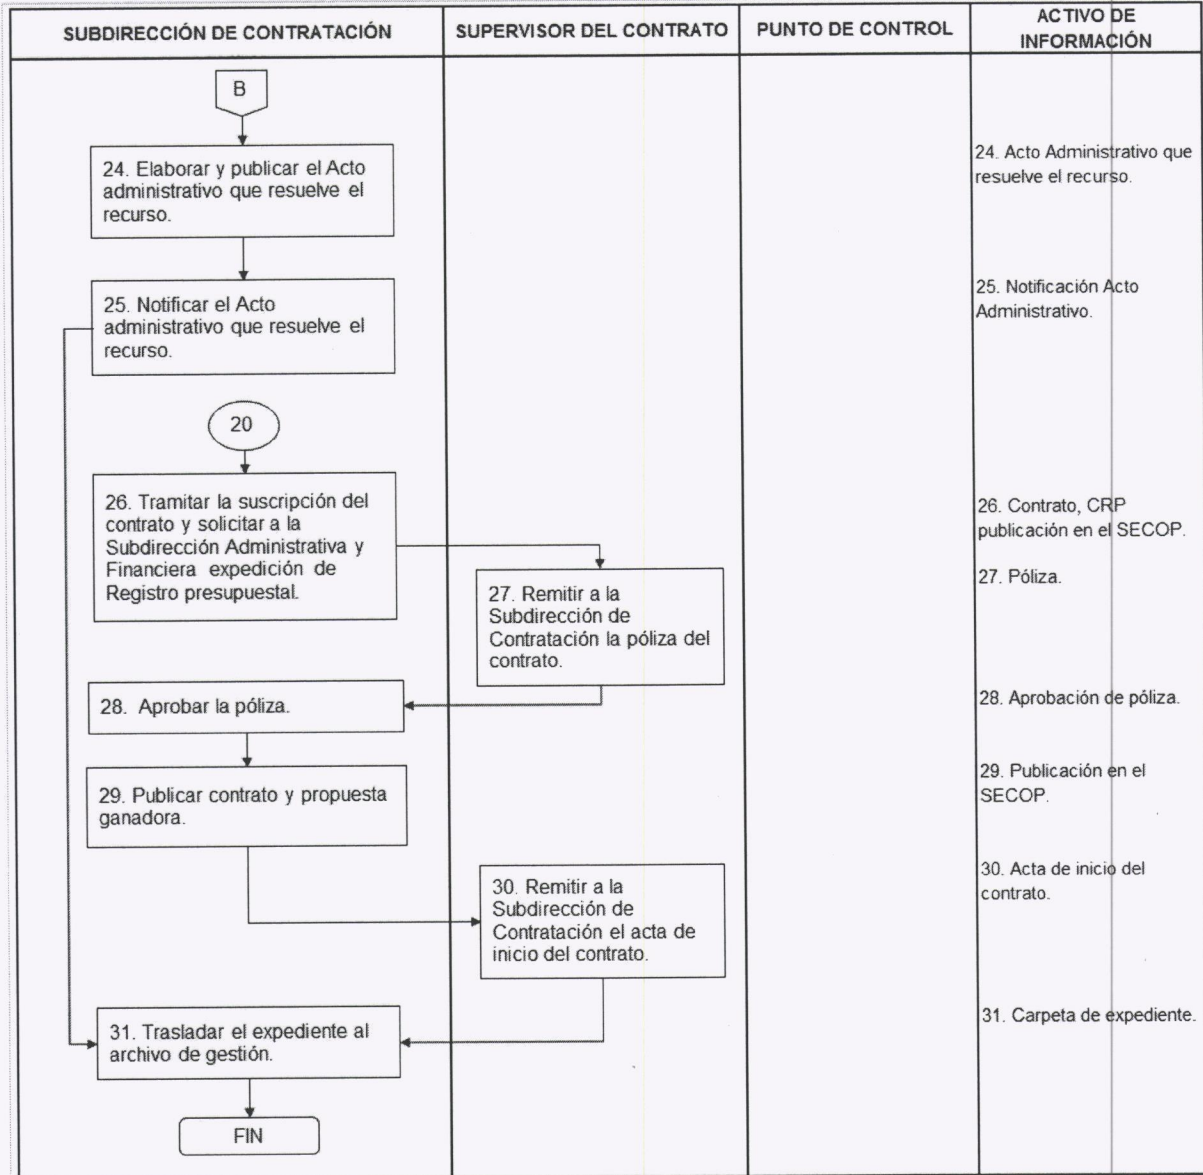 SUBDIRECCIÓN DE CONTRATACIÓN
SUPERVISOR DEL CONTRATO
PUNTO DE CONTROL
ACTIVO DE
INFORMACIÓN
B
24. Elaborar y publicar el Acto
administrativo que resuelve el
recurso.
24. Acto Administrativo que
resuelve el recurso.
25. Notificar el Acto
administrativo que resuelve el
recurso.
25. Notificación Acto
Administrativo.
20
26. Tramitar la suscripción del
contrato y solicitar a la
Subdirección Administrativa y
Financiera expedición de
Registro presupuestal.
26. Contrato, CRP
publicación en el SECOP.
27. Remitir a la
Subdirección de
Contratación la póliza del
contrato.
27. Póliza.
28. Aprobar la póliza.
28. Aprobación de póliza.
29. Publicar contrato y propuesta
ganadora.
29. Publicación en el
SECOP.
30. Remitir a la
Subdirección de
Contratación el acta de
inicio del contrato.
30. Acta de inicio del
contrato.
31. Trasladar el expediente al
archivo de gestión.
31. Carpeta de expediente.
FIN